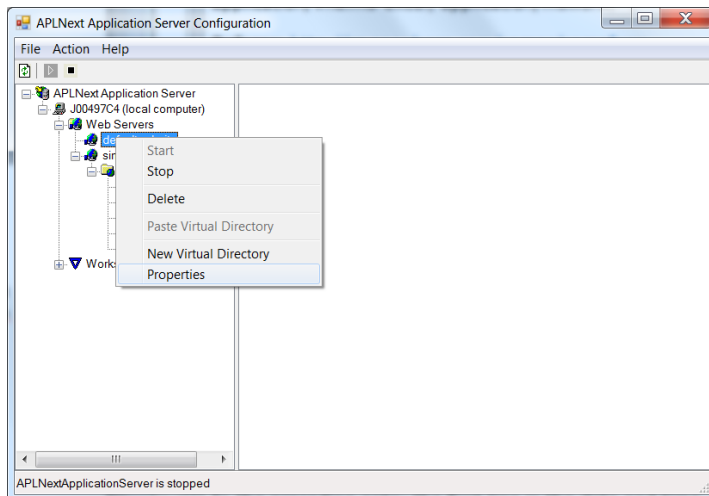 APLNext Application Server Configuration
File Action Help
APLNext Application Server
J00497C4 (local computer)
Web Servers
Start
Stop
Delete
Paste Virtual Directory
New Virtual Directory
Properties
APLNextApplicationServer is stopped